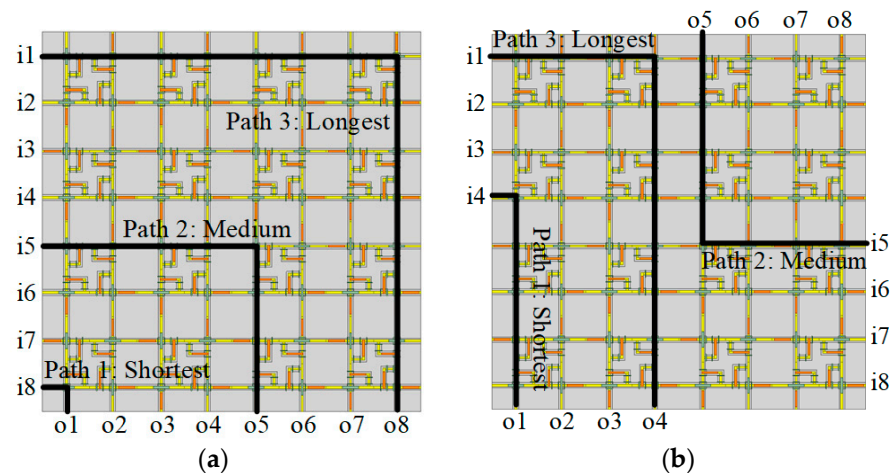 i1
i2
i3
i4
i5
i6
i7
i8
Path 3: Longest
Path 2: Medium
Path 1: Shortest
o1 o2 o3 o4 o5 o6 o7 o8
(a)
o5 o6 o7 o8
i1
i2
i3
i4
Path 3: Longest
Path 1: Shortest
Path 2: Medium
i5
i6
i7
i8
o1 o2 o3 o4
(b)